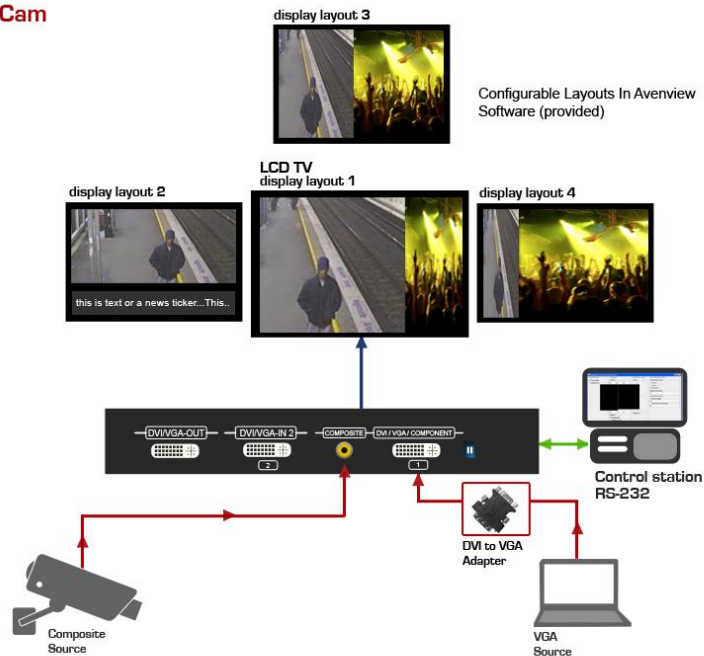 Cam
display layout 3
Configurable Layouts In Avenview
Software (provided)
LCD TV
display layout 1
display layout 2
display layout 4
this is text or a news ticker...This..
DVI/VGA-OUT
DVI/VGA-IN 2
COMPOSITE
DVI / VGA / COMPONENT
2
1
Control station
RS-232
DVI to VGA
Adapter
Composite
Source
VGA
Source